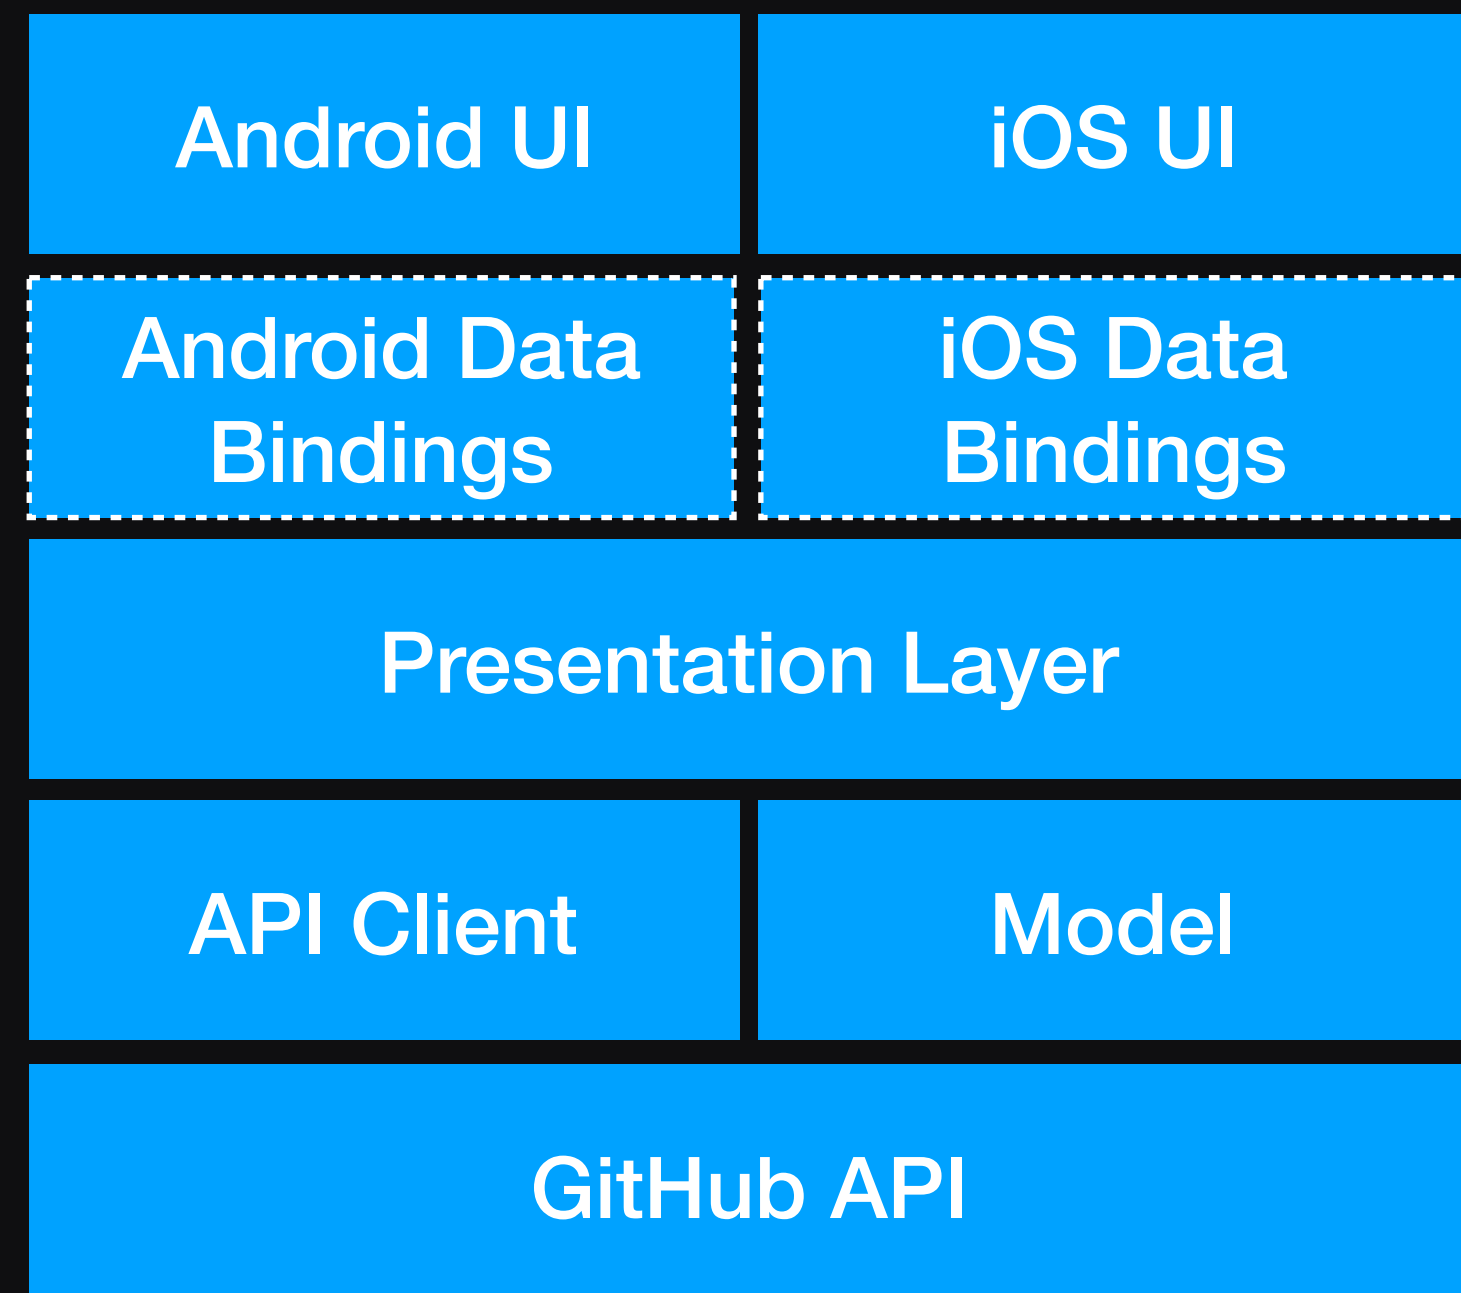 Android UI
iOS UI
Android Data
Bindings
iOS Data
Bindings
Presentation Layer
API Client
Model
GitHub API